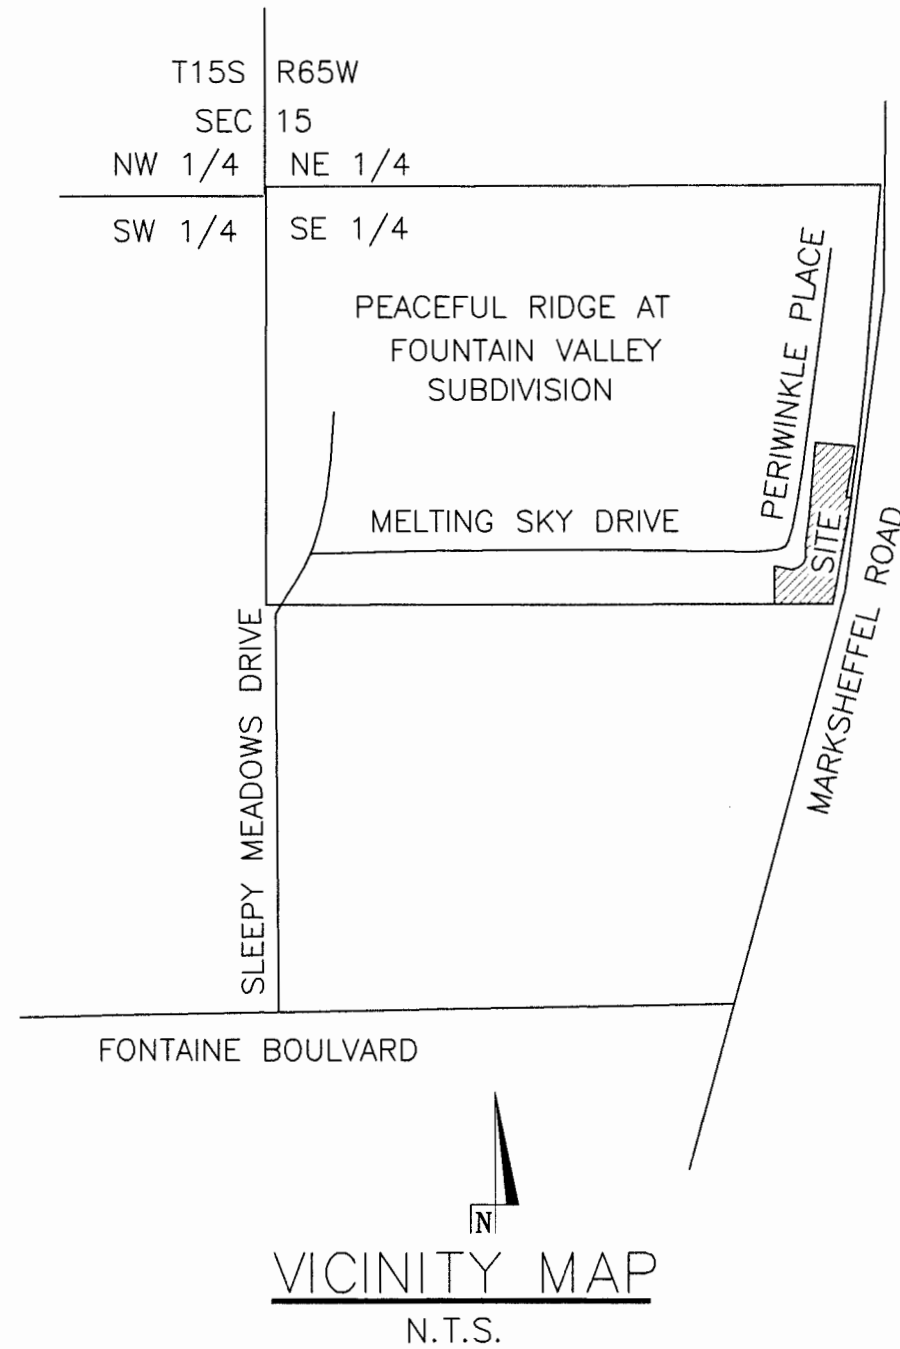 T15S R65W
SEC 15
NW 1/4 NE 1/4
SW 1/4 SE 1/4
PEACEFUL RIDGE AT
FOUNTAIN VALLEY
SUBDIVISION
PERIWINKLE PLACE
MELTING SKY DRIVE
SITE
MARKSHEFFEL ROAD
SLEEPY MEADOWS DRIVE
FONTAINE BOULVARD
N
VICINITY MAP
N.T.S.